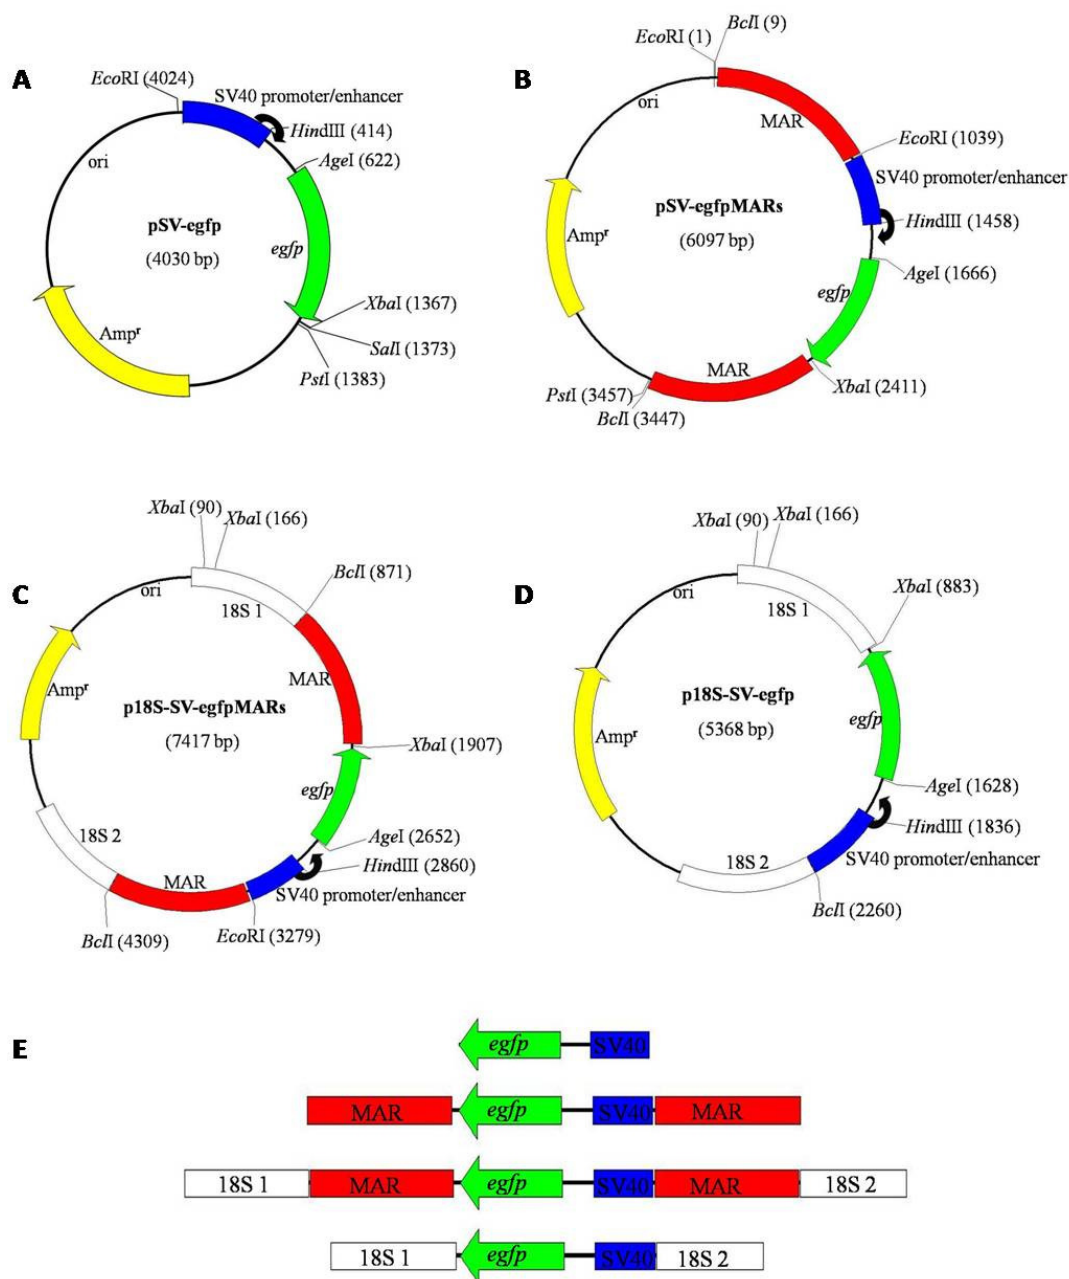 A
EcoRI (4024)
SV40 promoter/enhancer
HindIII (414)
AgeI (622)
ori
pSV-egfp
(4030 bp)
egfp
XbaI (1367)
SalI (1373)
PstI (1383)
Ampr
B
BclI (9)
EcoRI (1)
ori
MAR
EcoRI (1039)
SV40 promoter/enhancer
pSV-egfpMARs
(6097 bp)
HindIII (1458)
Ampr
AgeI (1666)
egfp
MAR
XbaI (2411)
PstI (3457)
BclI (3447)
C
XbaI (90)
XbaI (166)
BclI (871)
ori
18S 1
MAR
Ampr
p18S-SV-egfpMARs
(7417 bp)
XbaI (1907)
egfp
AgeI (2652)
18S 2
HindIII (2860)
MAR
SV40 promoter/enhancer
EcoRI (3279)
BclI (4309)
D
XbaI (90)
XbaI (166)
XbaI (883)
ori
18S 1
p18S-SV-egfp
(5368 bp)
egfp
Ampr
AgeI (1628)
HindIII (1836)
SV40 promoter/enhancer
18S 2
BclI (2260)
E
egfp SV40
MAR egfp SV40 MAR
18S 1 MAR egfp SV40 MAR 18S 2
18S 1 egfp SV40 18S 2